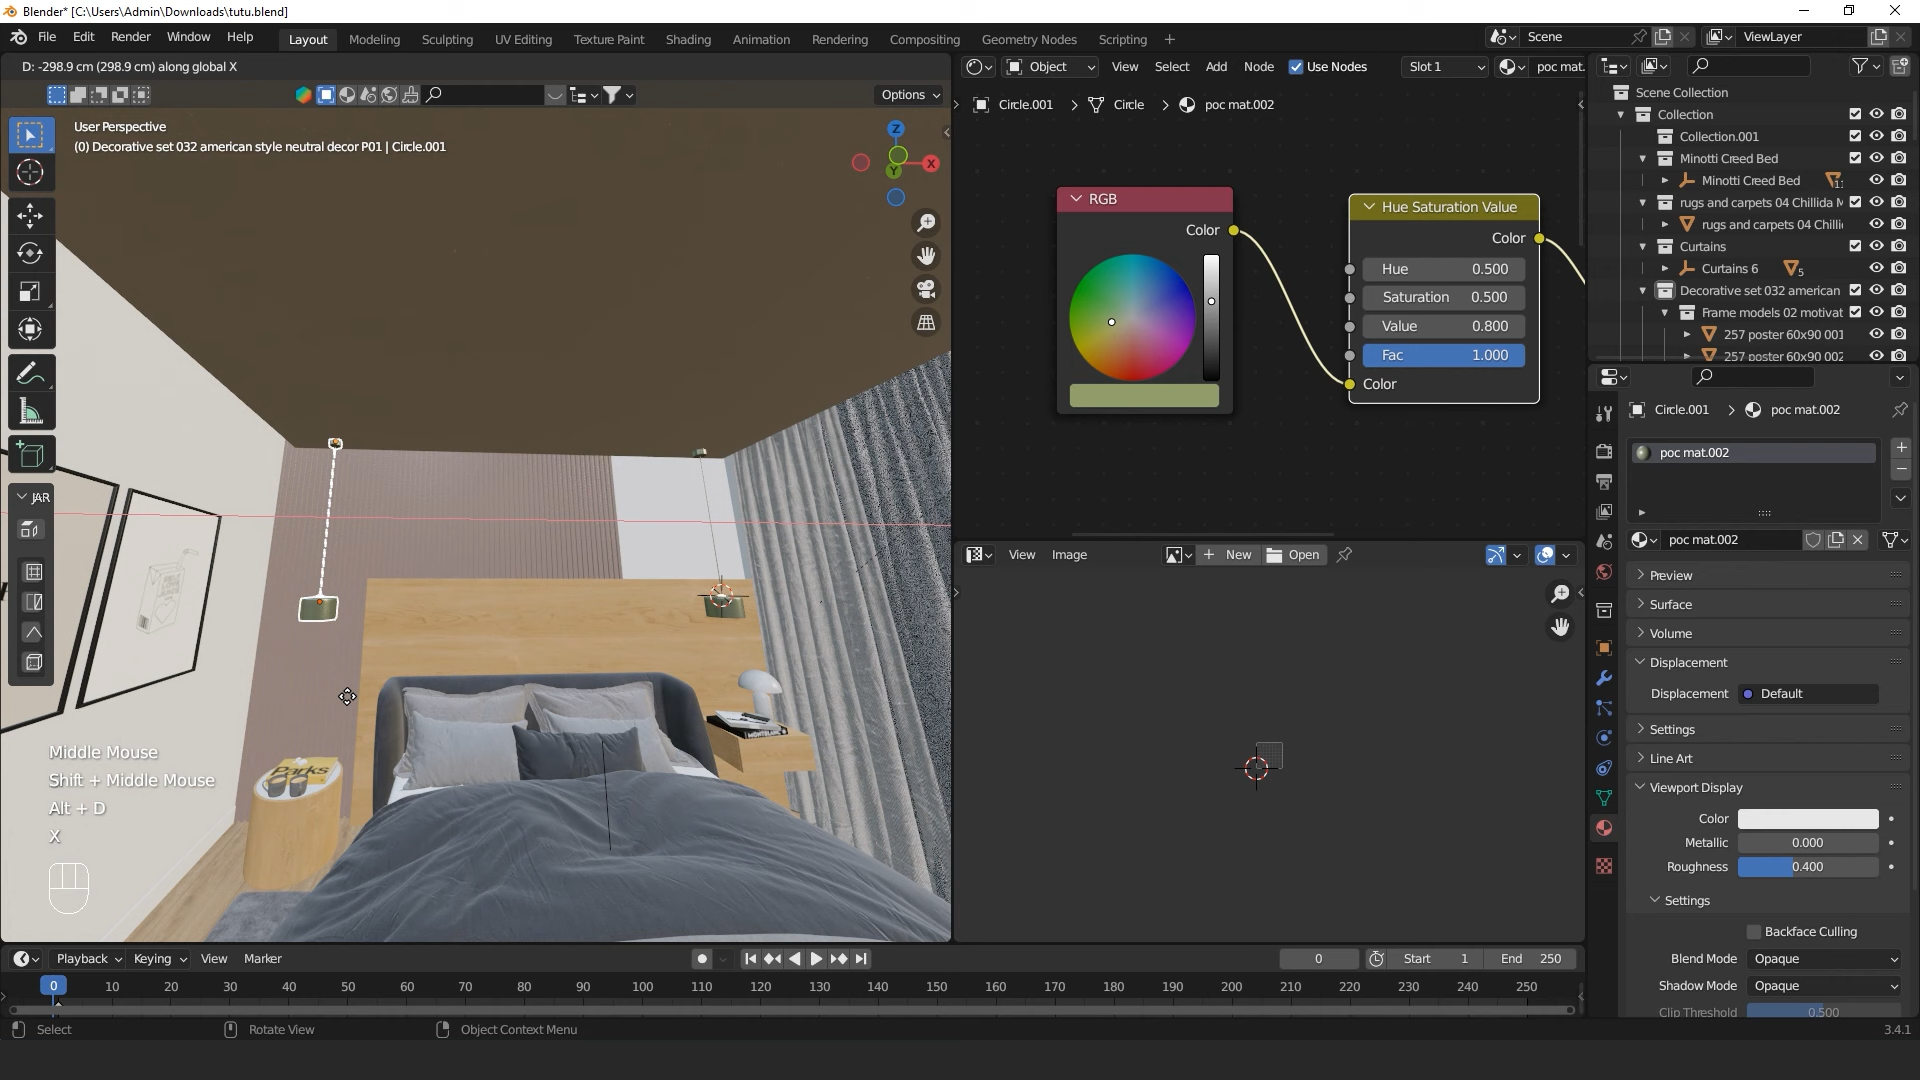 Blender* [C:\Users\Admin\Downloads\tutu.blend]
File Edit Render Window Help
Layout Modeling Sculpting UV Editing Texture Paint Shading Animation Rendering Compositing Geometry Nodes Scripting
Scene ViewLayer
D: -298.9 cm (298.9 cm) along global X
Object View Select Add Node Use Nodes Slot 1 poc mat.
Options
User Perspective
(0) Decorative set 032 american style neutral decor P01 | Circle.001
Z
X
Y
JAR
Middle Mouse
Shift + Middle Mouse
Alt + D
X
Parks
Circle.001 > Circle > poc mat.002
RGB
Color
Hue Saturation Value
Color
Hue 0.500
Saturation 0.500
Value 0.800
Fac 1.000
Color
View Image New Open
Scene Collection
Collection
Collection.001
Minotti Creed Bed
Minotti Creed Bed
rugs and carpets 04 Chillida M
rugs and carpets 04 Chilli
Curtains
Curtains 6 5
Decorative set 032 american
Frame models 02 motivat
257 poster 60x90 001
257 poster 60x90 002
Circle.001 poc mat.002
poc mat.002
poc mat.002
Preview
Surface
Volume
Displacement
Displacement Default
Settings
Line Art
Viewport Display
Color
Metallic 0.000
Roughness 0.400
Settings
Backface Culling
Blend Mode Opaque
Shadow Mode Opaque
Clip Threshold 0.500
Playback Keying View Marker 0 Start 1 End 250
0 10 20 30 40 50 60 70 80 90 100 110 120 130 140 150 160 170 180 190 200 210 220 230 240 250
Select Rotate View Object Context Menu 3.4.1